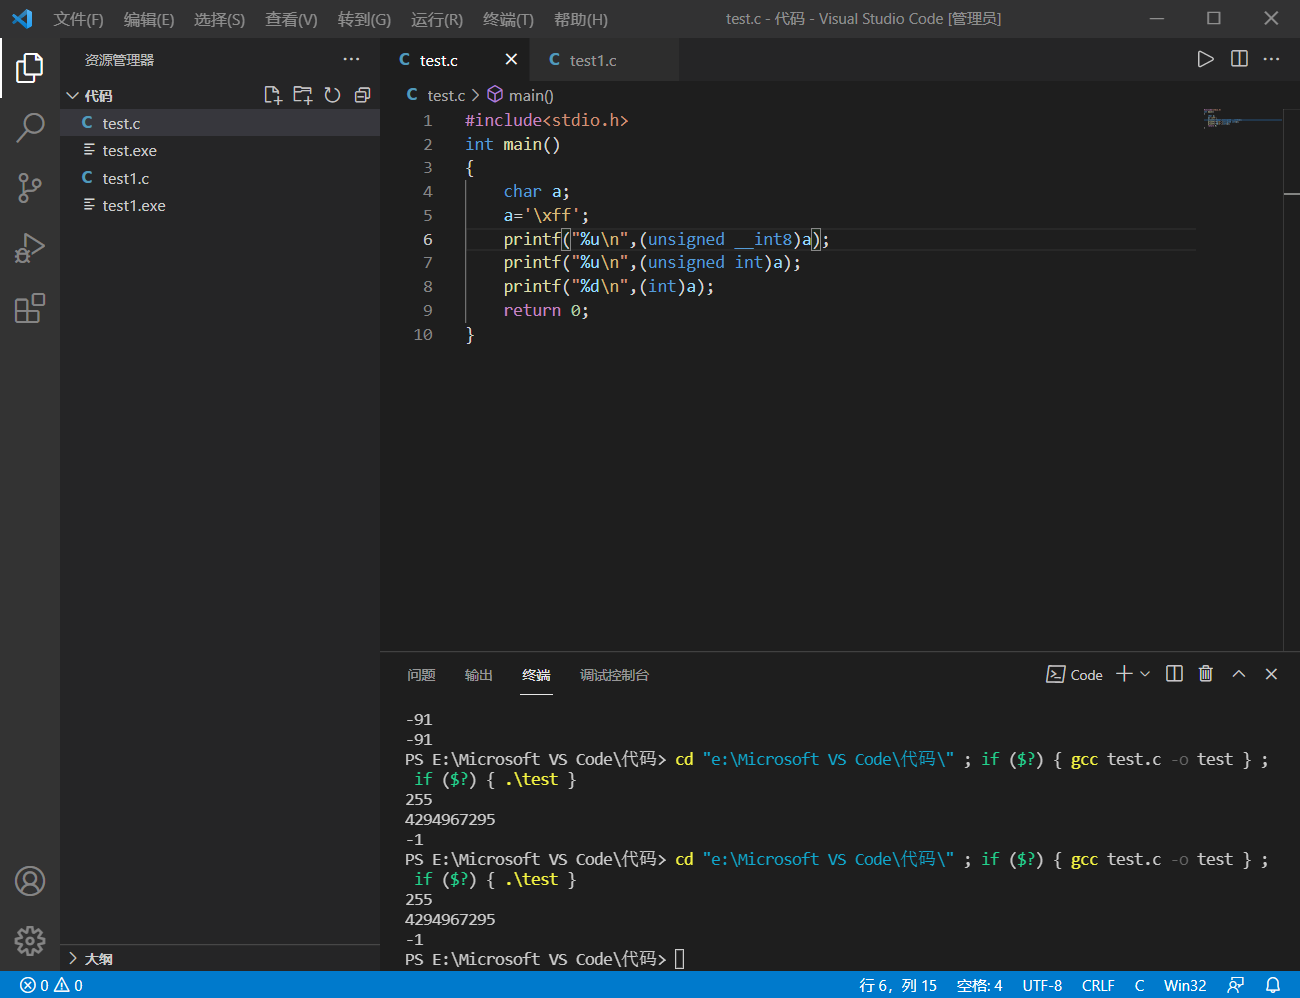 文件(F) 编辑(E) 选择(S) 查看(V) 转到(G) 运行(R) 终端(T) 帮助(H) test.c - 代码 - Visual Studio Code [管理员]
资源管理器
代码
C test.c
test.exe
C test1.c
test1.exe
大纲
C test.c C test1.c
C test.c > main()
1 #include<stdio.h>
2 int main()
3 {
4 char a;
5 a='\xff';
6 printf("%u\n",(unsigned __int8)a);
7 printf("%u\n",(unsigned int)a);
8 printf("%d\n",(int)a);
9 return 0;
10 }
问题 输出 终端 调试控制台 Code
-91
-91
PS E:\Microsoft VS Code\代码> cd "e:\Microsoft VS Code\代码\" ; if ($?) { gcc test.c -o test } ;
if ($?) { .\test }
255
4294967295
-1
PS E:\Microsoft VS Code\代码> cd "e:\Microsoft VS Code\代码\" ; if ($?) { gcc test.c -o test } ;
if ($?) { .\test }
255
4294967295
-1
PS E:\Microsoft VS Code\代码>
0 0 行 6，列 15 空格: 4 UTF-8 CRLF C Win32